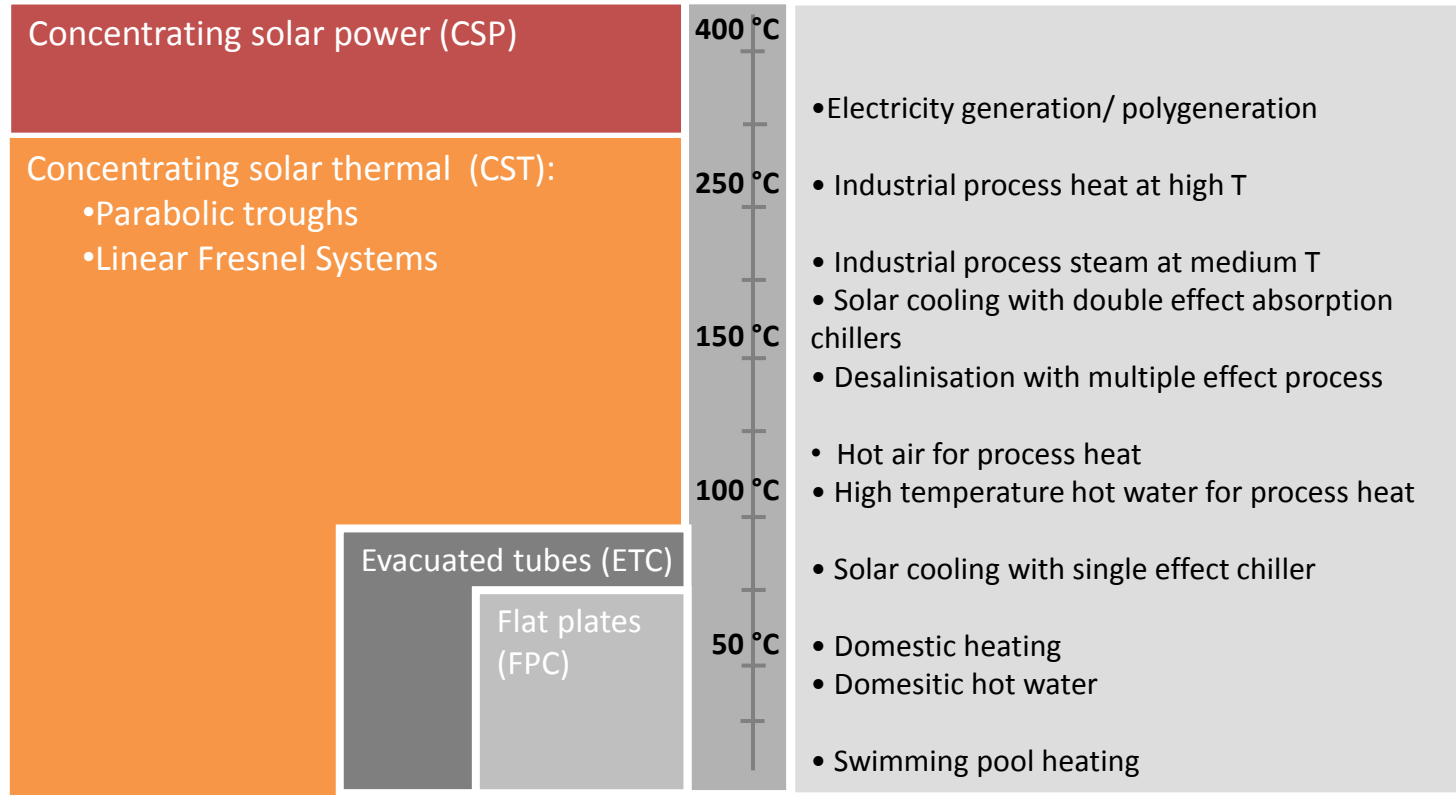 Concentrating solar power (CSP)
Concentrating solar thermal  (CST):
•Parabolic troughs
•Linear Fresnel Systems
Evacuated tubes (ETC)
Flat plates
(FPC)
400 °C
250 °C
150 °C
100 °C
50 °C
•Electricity generation/ polygeneration
• Industrial process heat at high T
• Industrial process steam at medium T
• Solar cooling with double effect absorption
chillers
• Desalinisation with multiple effect process
• Hot air for process heat
• High temperature hot water for process heat
• Solar cooling with single effect chiller
• Domestic heating
• Domesitic hot water
• Swimming pool heating